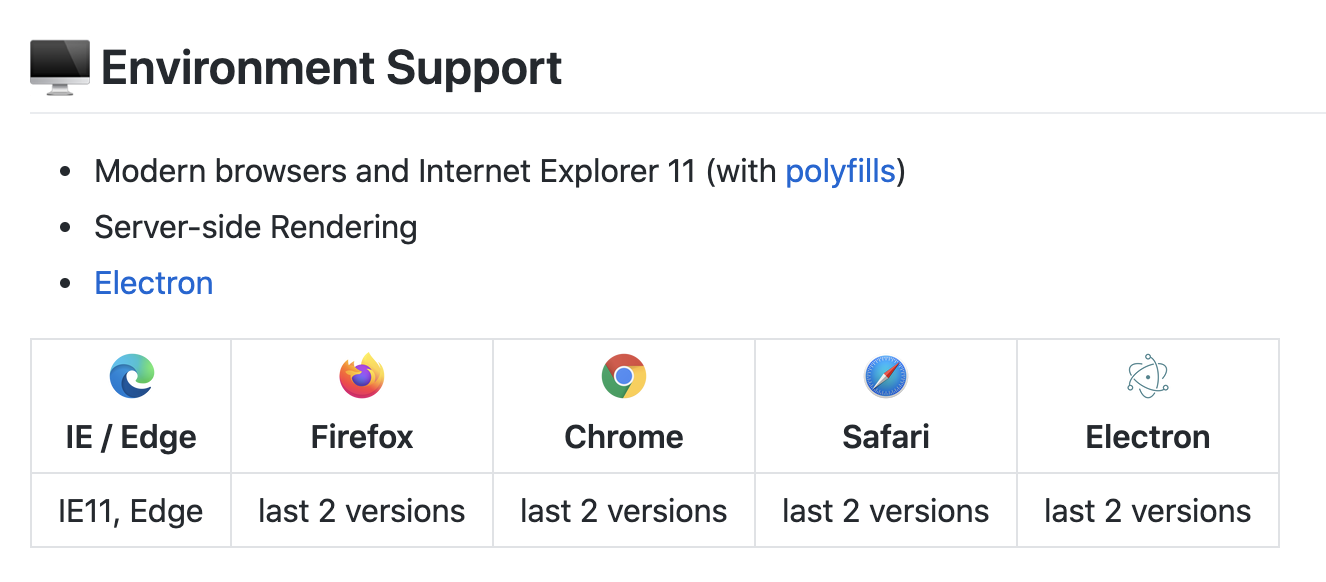 Environment Support
Modern browsers and Internet Explorer 11 (with polyfills)
Server-side Rendering
Electron
IE / Edge Firefox Chrome Safari Electron
IE11, Edge last 2 versions last 2 versions last 2 versions last 2 versions